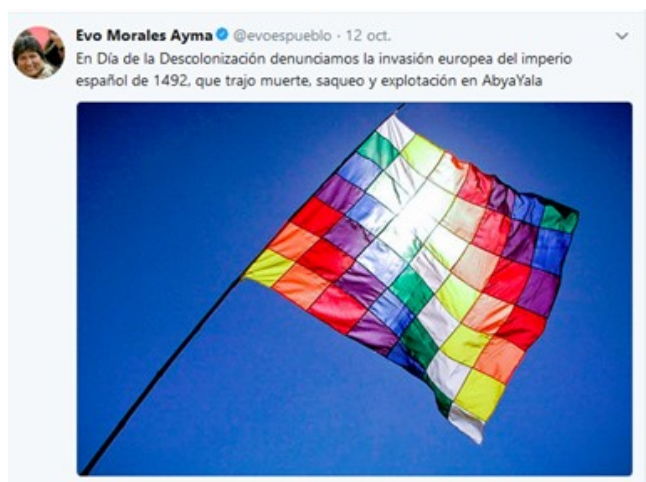 Evo Morales Ayma @evoespueblo · 12 oct.
En Día de la Descolonización denunciamos la invasión europea del imperio
español de 1492, que trajo muerte, saqueo y explotación en AbyaYala